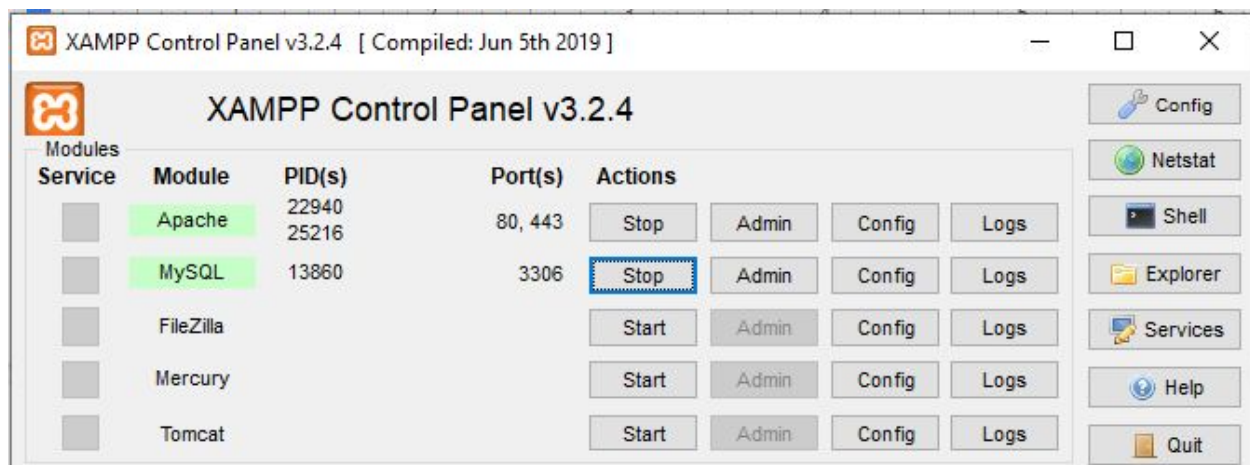 XAMPP Control Panel v3.2.4 [ Compiled: Jun 5th 2019 ]
XAMPP Control Panel v3.2.4
Modules
Service Module PID(s) Port(s) Actions
Apache 22940 25216 80, 443 Stop Admin Config Logs
MySQL 13860 3306 Stop Admin Config Logs
FileZilla Start Admin Config Logs
Mercury Start Admin Config Logs
Tomcat Start Admin Config Logs
Config
Netstat
Shell
Explorer
Services
Help
Quit